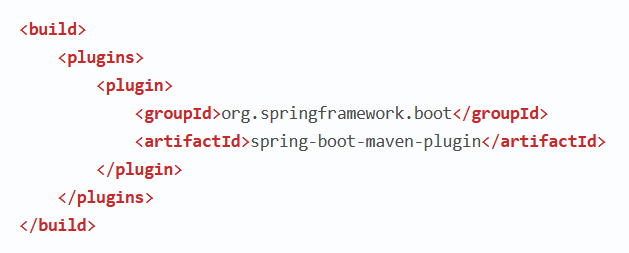 <build>
    <plugins>
        <plugin>
            <groupId>org.springframework.boot</groupId>
            <artifactId>spring-boot-maven-plugin</artifactId>
        </plugin>
    </plugins>
</build>